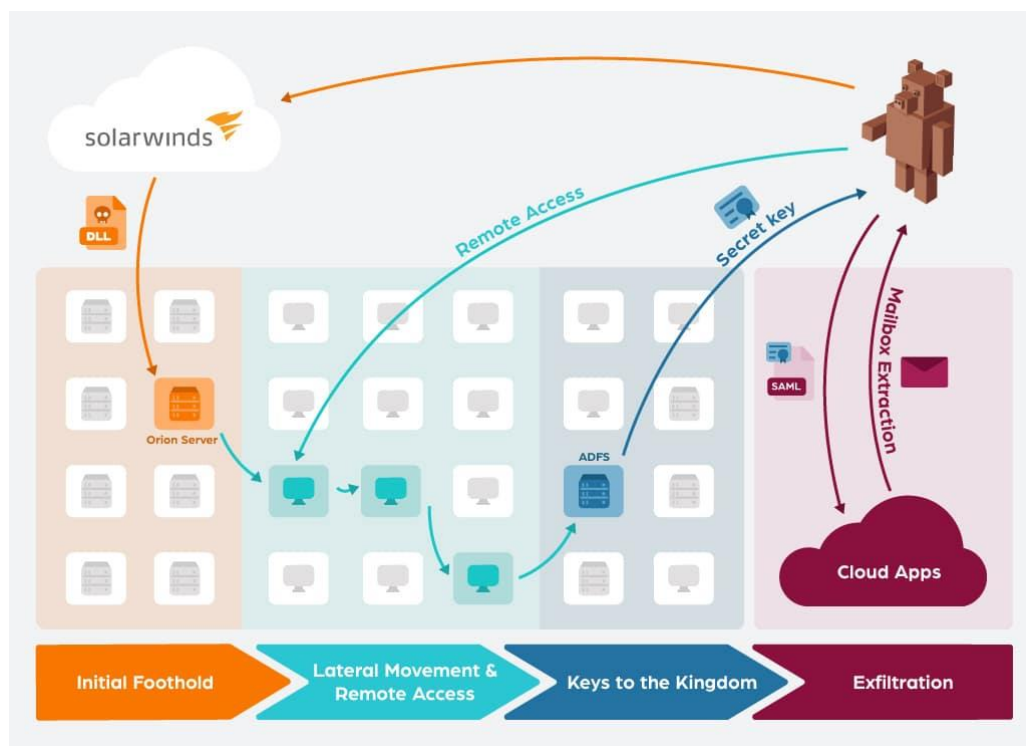 solarwinds
DLL
Remote Access
Secret key
Orion Server
ADFS
SAML
Mailbox Extraction
Cloud Apps
Initial Foothold
Lateral Movement &
Remote Access
Keys to the Kingdom
Exfiltration